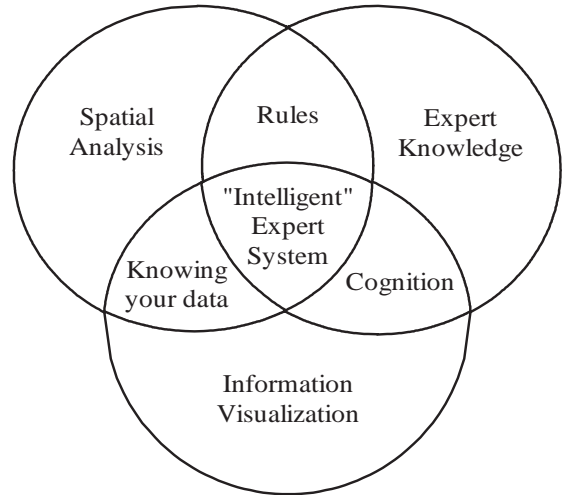 Spatial
Analysis
Rules
Expert
Knowledge
"Intelligent"
Expert
System
Knowing
your data
Cognition
Information
Visualization